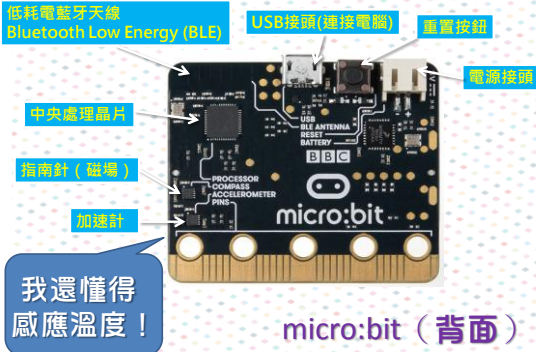 低耗電藍牙天線
Bluetooth Low Energy (BLE)
USB接頭(連接電腦)
重置按鈕
電源接頭
中央處理晶片
指南針（磁場）
加速計
USB
BLE ANTENNA
RESET
BATTERY
BBC
PROCESSOR
COMPASS
ACCELEROMETER
PINS
micro:bit
我還懂得
感應溫度！
micro:bit（背面）